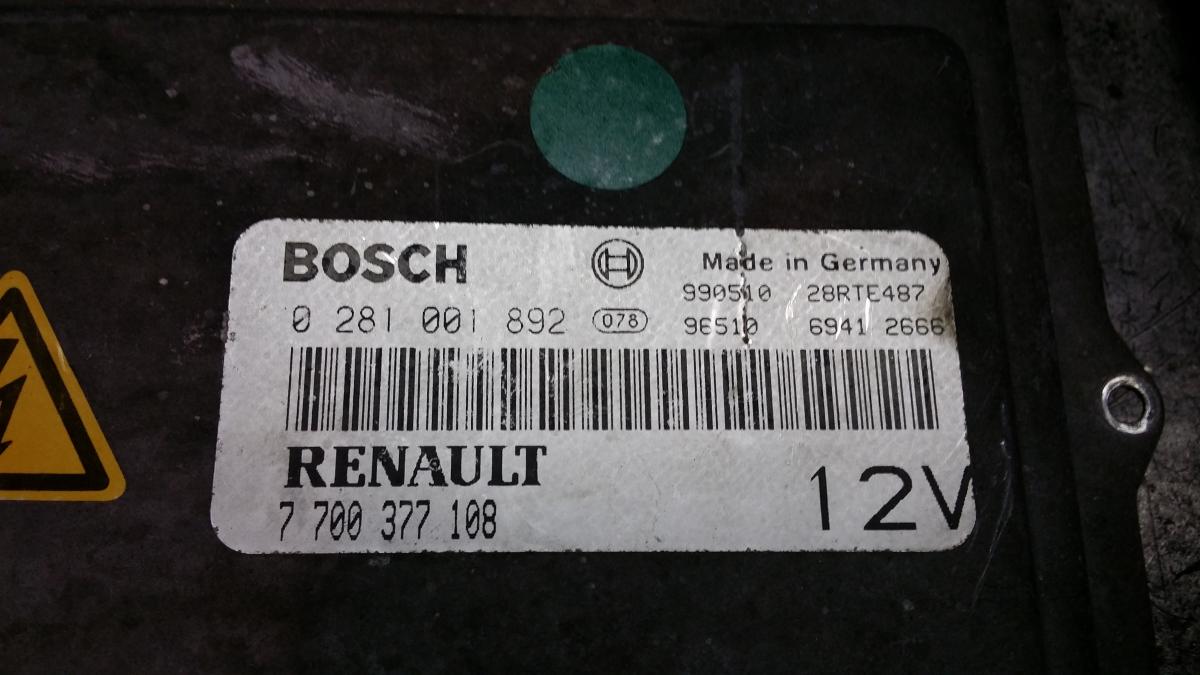 BOSCH
Made in Germany
990510 28RTE487
0 281 001 892 078 96510 6941 2666
RENAULT
7 700 377 108
12V